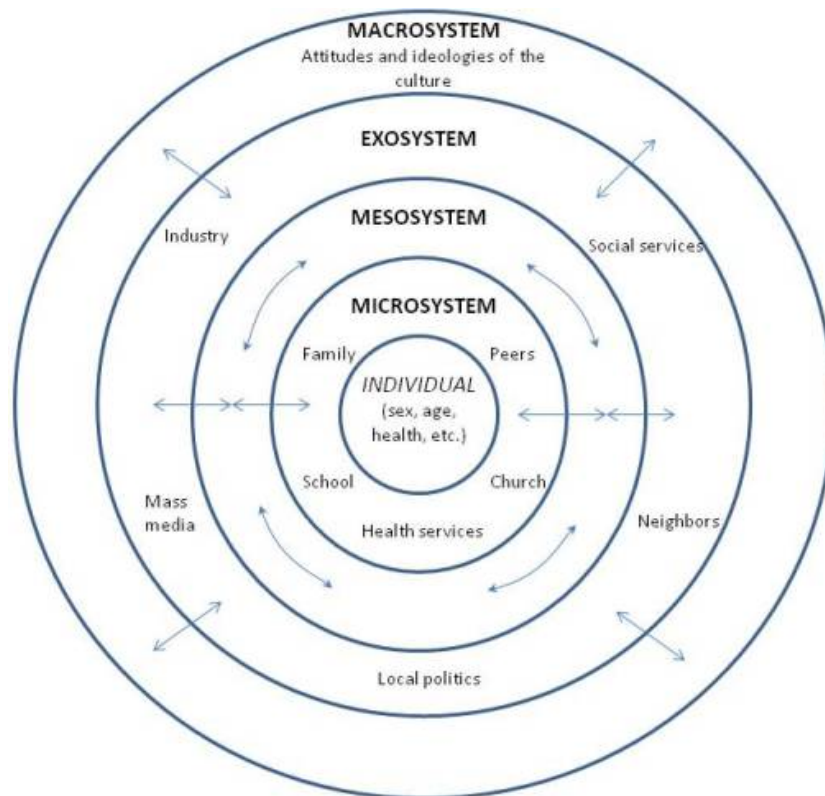 MACROSYSTEM
Attitudes and ideologies of the
culture
EXOSYSTEM
MESOSYSTEM
Industry
Social services
MICROSYSTEM
Family
Peers
INDIVIDUAL
(sex, age,
health, etc.)
School
Church
Mass
media
Health services
Neighbors
Local politics